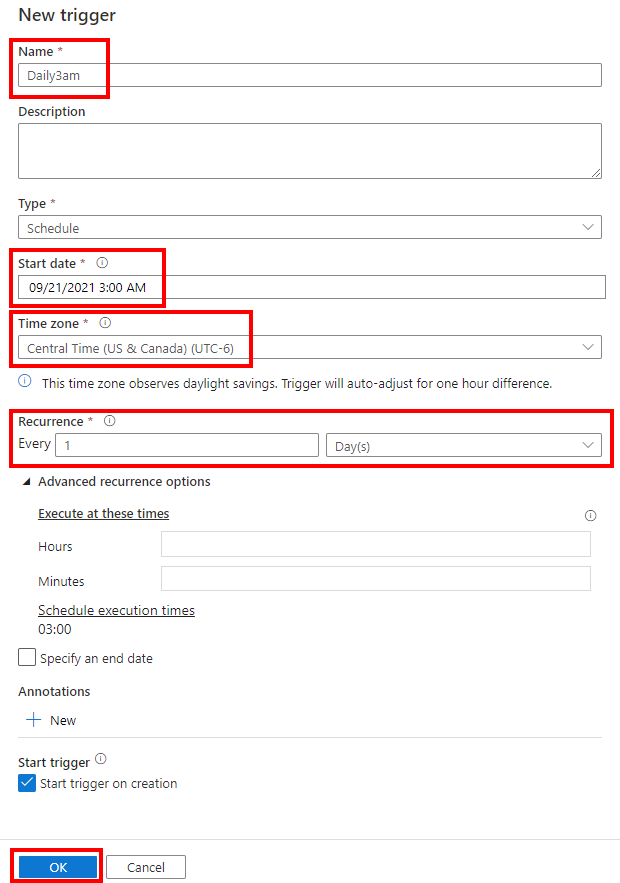 New trigger
Name *
Daily3am
Description
Type *
Schedule
Start date *
09/21/2021 3:00 AM
Time zone *
Central Time (US & Canada) (UTC-6)
This time zone observes daylight savings. Trigger will auto-adjust for one hour difference.
Recurrence *
Every 1 Day(s)
Advanced recurrence options
Execute at these times
Hours
Minutes
Schedule execution times
03:00
Specify an end date
Annotations
New
Start trigger
Start trigger on creation
OK Cancel